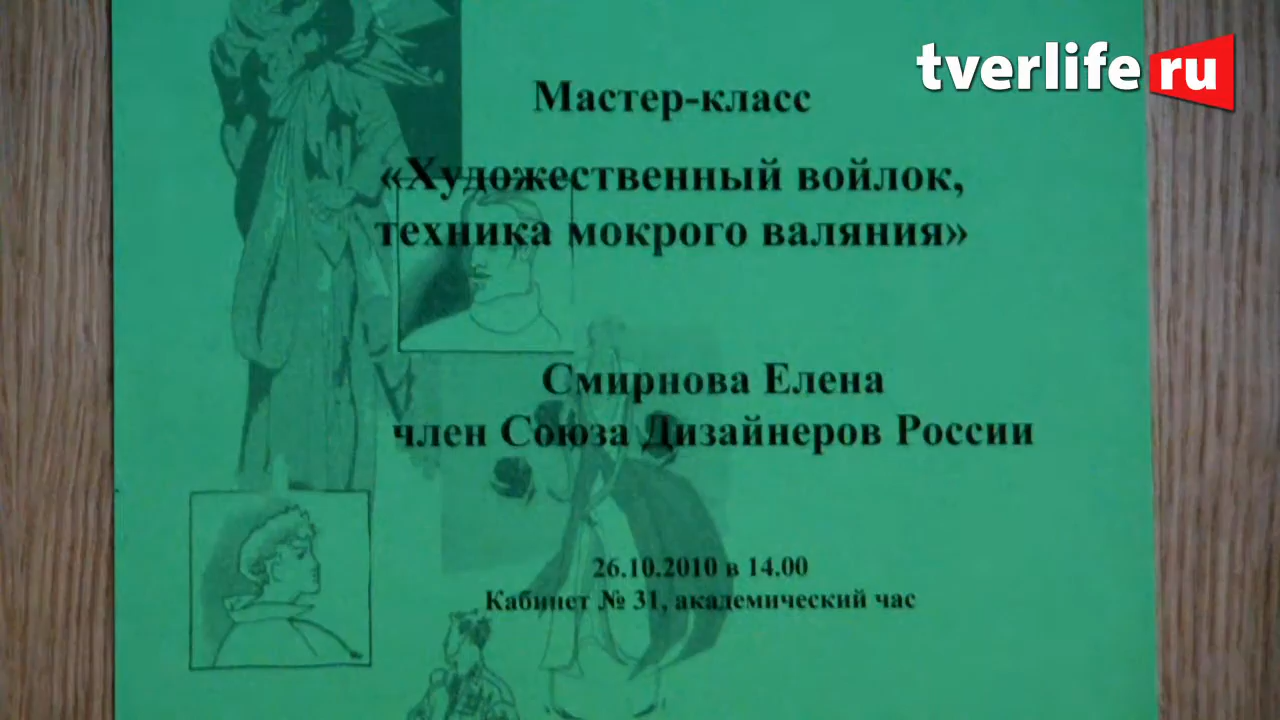 tverlife ru
Мастер-класс
«Художественный войлок,
техника мокрого валяния»
Смирнова Елена
член Союза Дизайнеров России
26.10.2010 в 14.00
Кабинет № 31, академический час